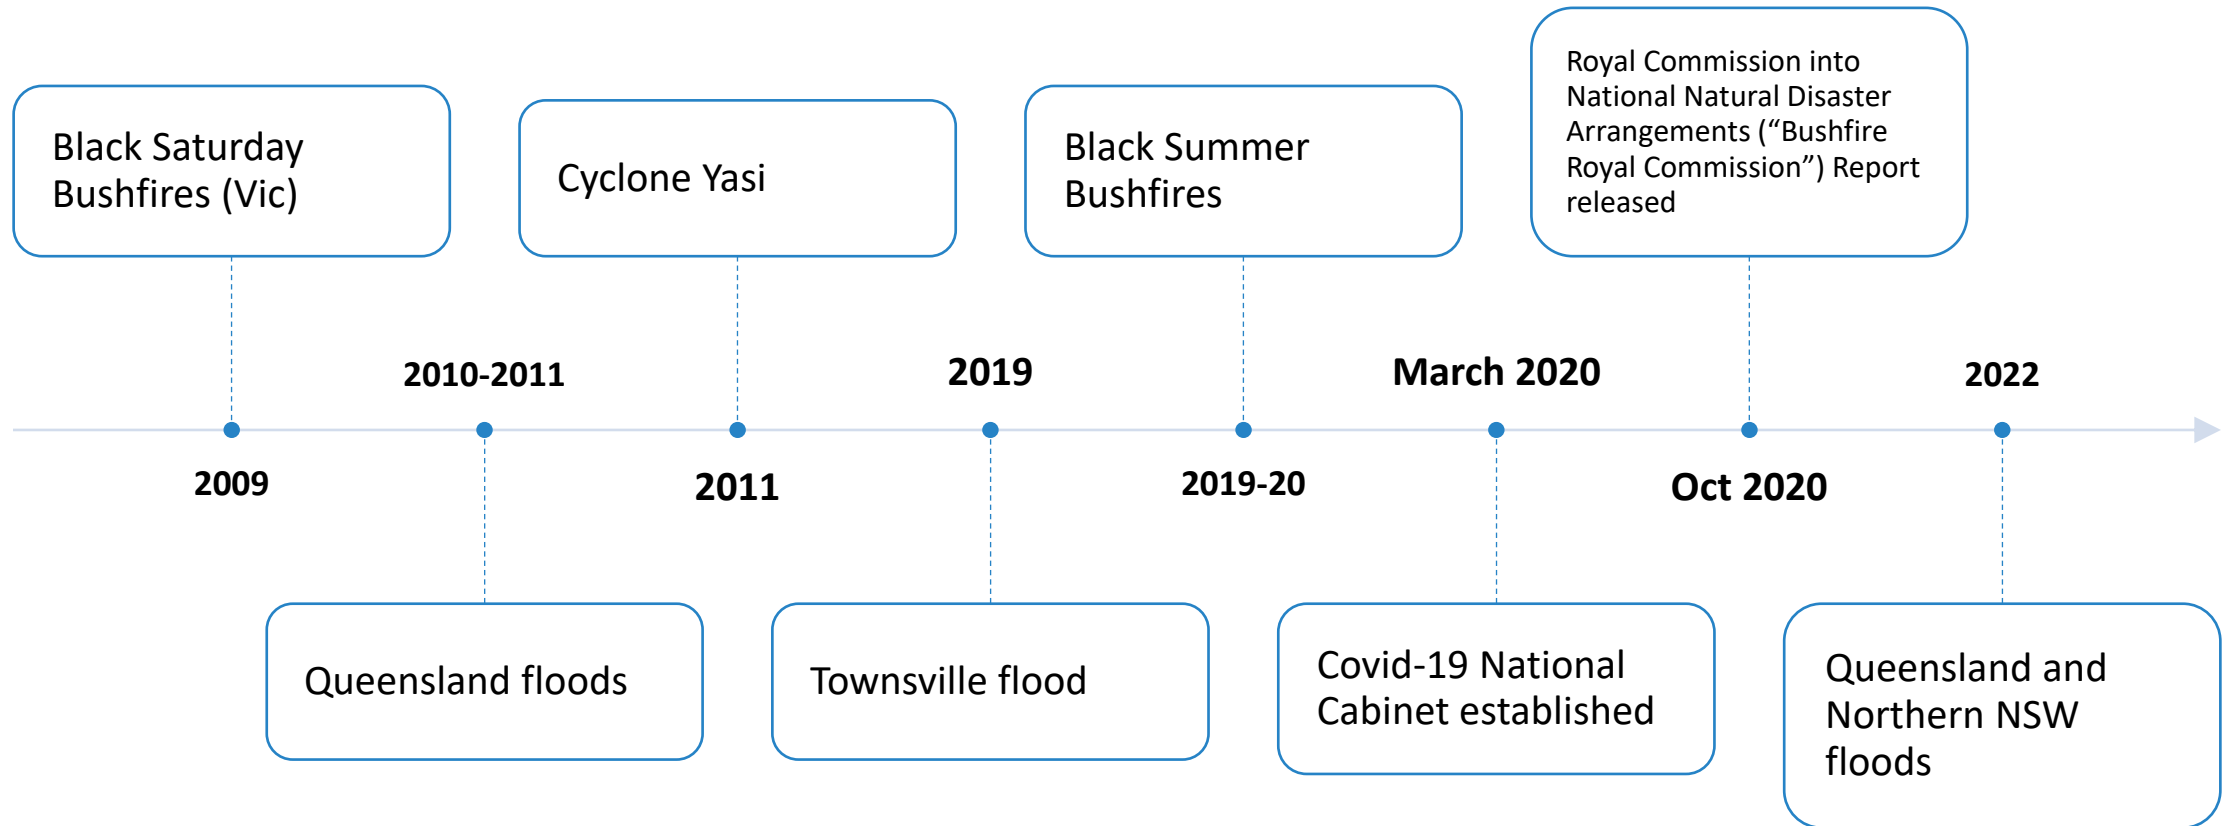 Black Saturday
Bushfires (Vic)
Cyclone Yasi
Black Summer
Bushfires
Royal Commission into
National Natural Disaster
Arrangements (“Bushfire
Royal Commission”) Report
released
2010-2011
2019
March 2020
2022
2009
2011
2019-20
Oct 2020
Queensland floods
Townsville flood
Covid-19 National
Cabinet established
Queensland and
Northern NSW
floods